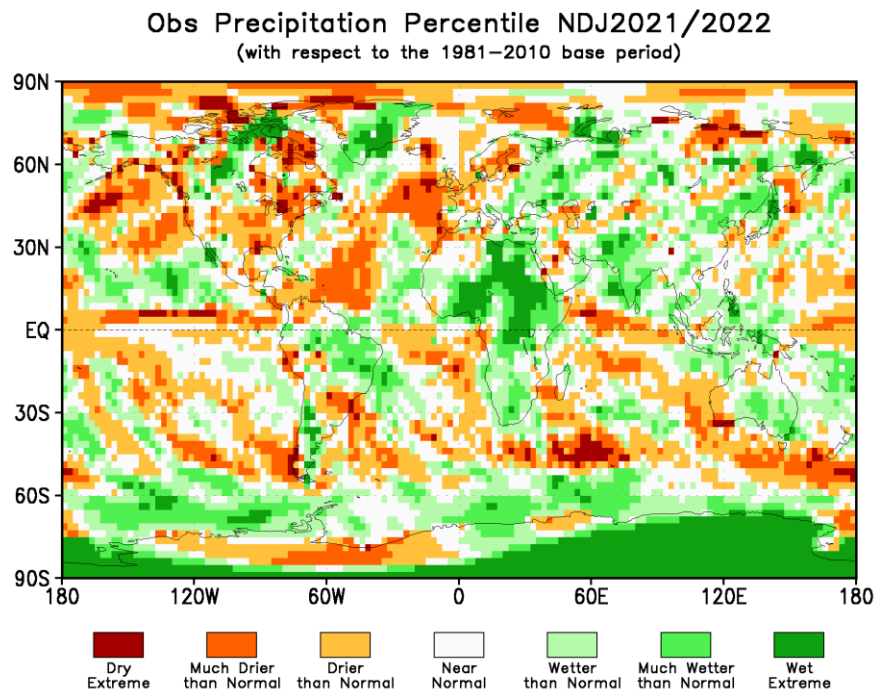 Obs Precipitation Percentile NDJ2021/2022
(with respect to the 1981−2010 base period)
90N
60N
30N
EQ
30S
60S
90S
180 120W 60W 0 60E 120E 180
Dry Much Drier Drier Near Wetter Much Wetter Wet
Extreme than Normal than Normal Normal than Normal than Normal Extreme